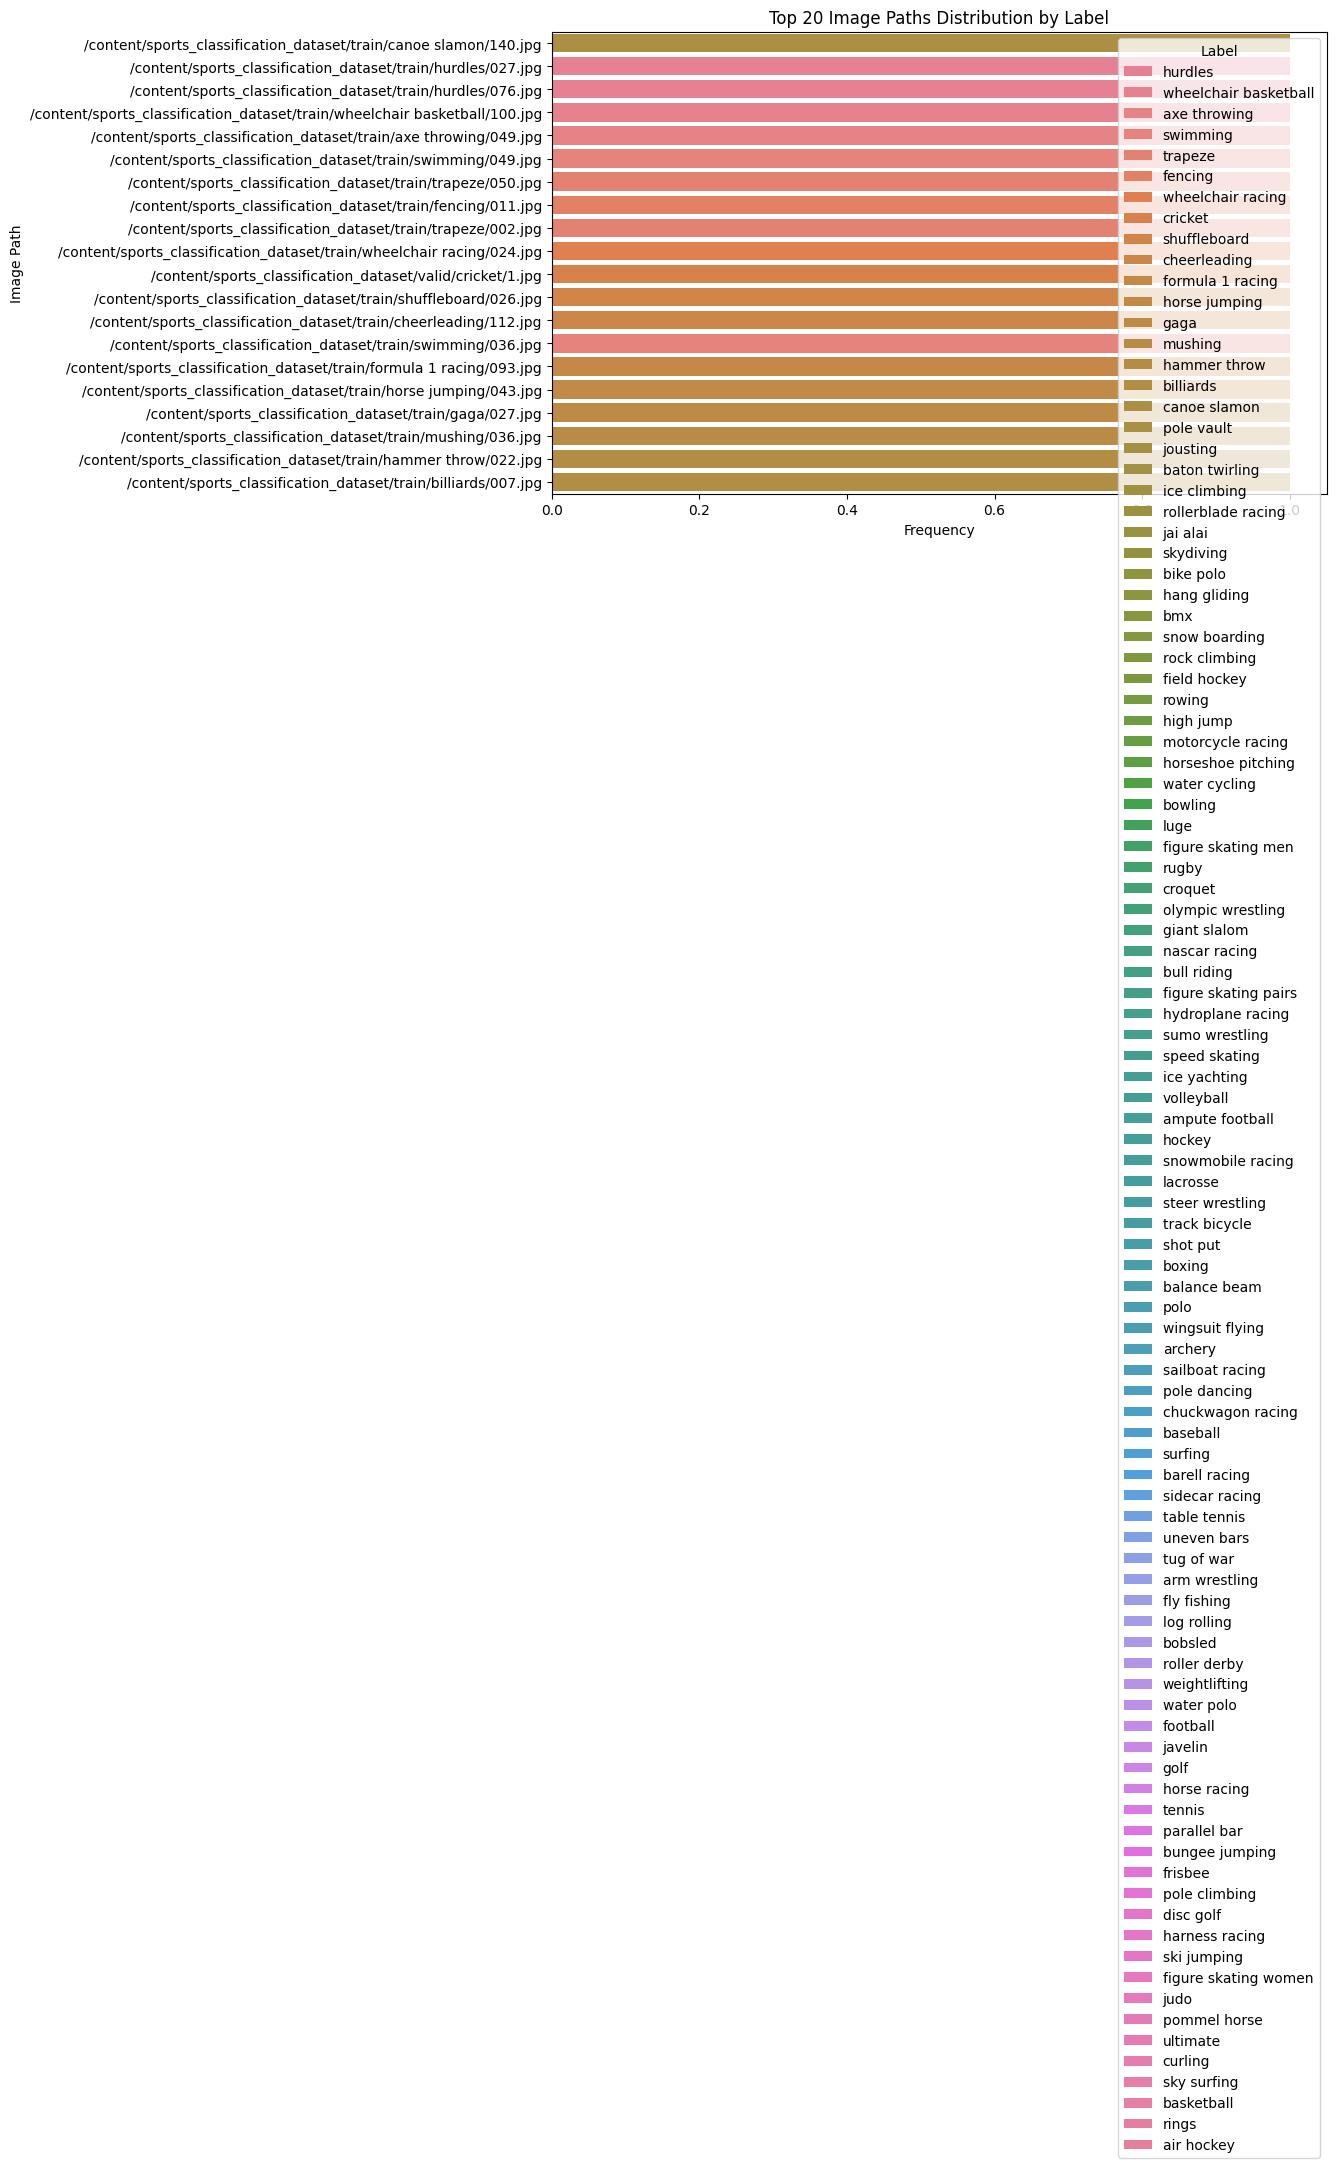 Top 20 Image Paths Distribution by Label
Image Path
/content/sports_classification_dataset/train/canoe slamon/140.jpg
/content/sports_classification_dataset/train/hurdles/027.jpg
/content/sports_classification_dataset/train/hurdles/076.jpg
/content/sports_classification_dataset/train/wheelchair basketball/100.jpg
/content/sports_classification_dataset/train/axe throwing/049.jpg
/content/sports_classification_dataset/train/swimming/049.jpg
/content/sports_classification_dataset/train/trapeze/050.jpg
/content/sports_classification_dataset/train/fencing/011.jpg
/content/sports_classification_dataset/train/trapeze/002.jpg
/content/sports_classification_dataset/train/wheelchair racing/024.jpg
/content/sports_classification_dataset/valid/cricket/1.jpg
/content/sports_classification_dataset/train/shuffleboard/026.jpg
/content/sports_classification_dataset/train/cheerleading/112.jpg
/content/sports_classification_dataset/train/swimming/036.jpg
/content/sports_classification_dataset/train/formula 1 racing/093.jpg
/content/sports_classification_dataset/train/horse jumping/043.jpg
/content/sports_classification_dataset/train/gaga/027.jpg
/content/sports_classification_dataset/train/mushing/036.jpg
/content/sports_classification_dataset/train/hammer throw/022.jpg
/content/sports_classification_dataset/train/billiards/007.jpg
0.0 0.2 0.4 0.6 1.0
Frequency
Label
hurdles
wheelchair basketball
axe throwing
swimming
trapeze
fencing
wheelchair racing
cricket
shuffleboard
cheerleading
formula 1 racing
horse jumping
gaga
mushing
hammer throw
billiards
canoe slamon
pole vault
jousting
baton twirling
ice climbing
rollerblade racing
jai alai
skydiving
bike polo
hang gliding
bmx
snow boarding
rock climbing
field hockey
rowing
high jump
motorcycle racing
horseshoe pitching
water cycling
bowling
luge
figure skating men
rugby
croquet
olympic wrestling
giant slalom
nascar racing
bull riding
figure skating pairs
hydroplane racing
sumo wrestling
speed skating
ice yachting
volleyball
ampute football
hockey
snowmobile racing
lacrosse
steer wrestling
track bicycle
shot put
boxing
balance beam
polo
wingsuit flying
archery
sailboat racing
pole dancing
chuckwagon racing
baseball
surfing
barell racing
sidecar racing
table tennis
uneven bars
tug of war
arm wrestling
fly fishing
log rolling
bobsled
roller derby
weightlifting
water polo
football
javelin
golf
horse racing
tennis
parallel bar
bungee jumping
frisbee
pole climbing
disc golf
harness racing
ski jumping
figure skating women
judo
pommel horse
ultimate
curling
sky surfing
basketball
rings
air hockey